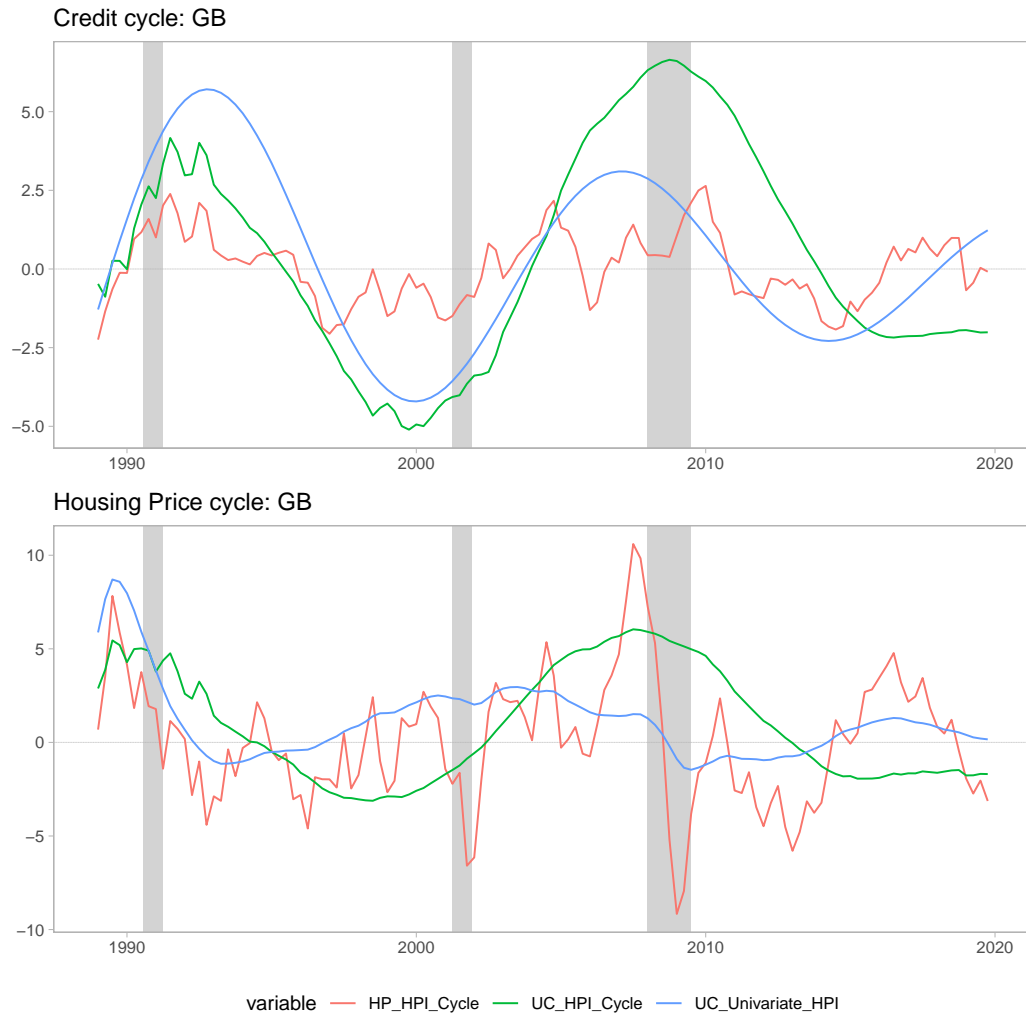 Credit cycle: GB
5.0
2.5
0.0
−2.5
−5.0
1990 2000 2010 2020
Housing Price cycle: GB
10
5
0
−5
−10
1990 2000 2010 2020
variable HP_HPI_Cycle UC_HPI_Cycle UC_Univariate_HPI